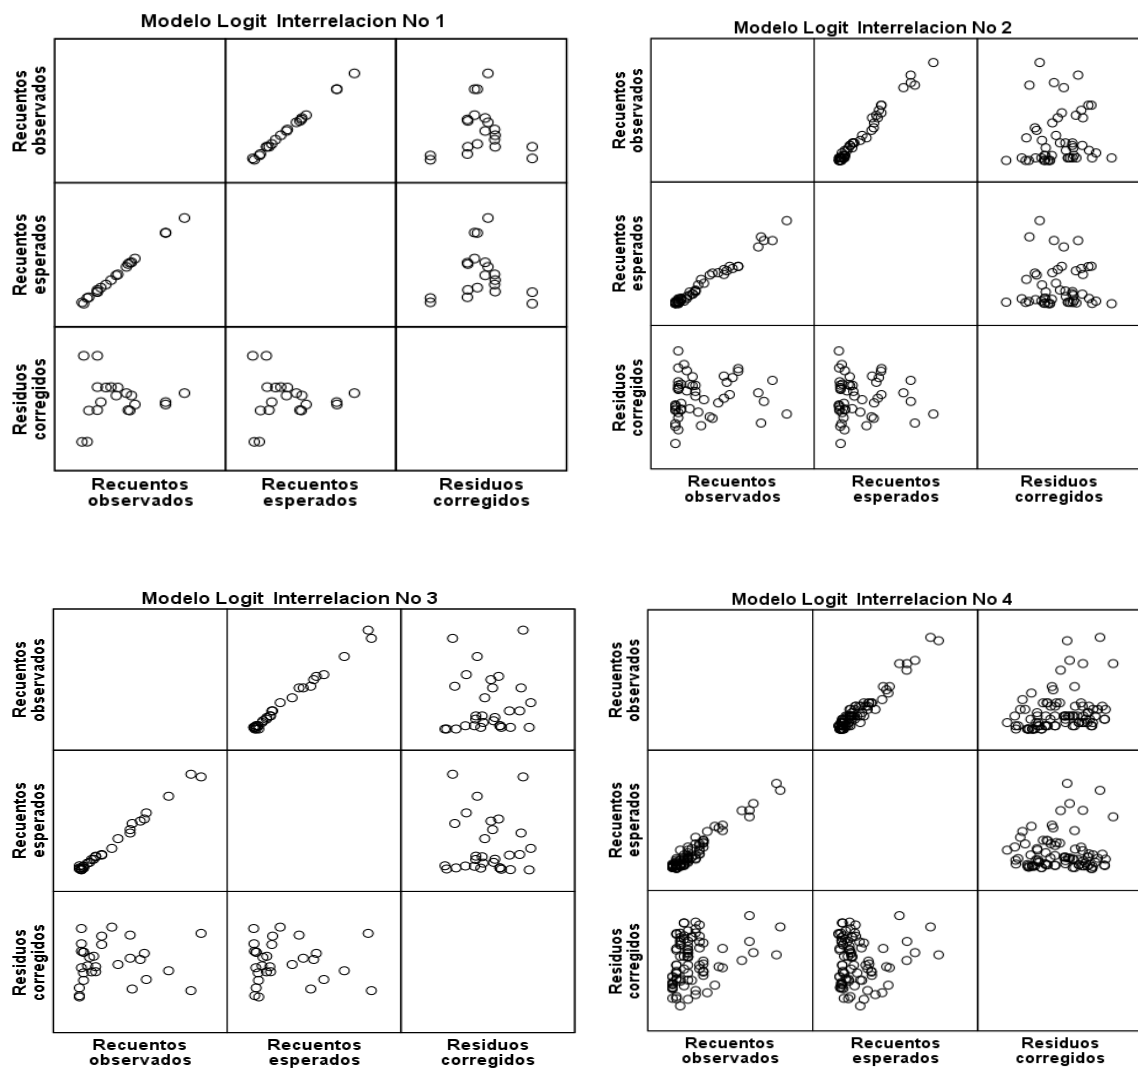 Modelo Logit Interrelacion No 1
Recuentos
observados
Recuentos
esperados
Residuos
corregidos
Recuentos
observados
Recuentos
esperados
Residuos
corregidos
Modelo Logit Interrelacion No 2
Recuentos
observados
Recuentos
esperados
Residuos
corregidos
Recuentos
observados
Recuentos
esperados
Residuos
corregidos
Modelo Logit Interrelacion No 3
Recuentos
observados
Recuentos
esperados
Residuos
corregidos
Recuentos
observados
Recuentos
esperados
Residuos
corregidos
Modelo Logit Interrelacion No 4
Recuentos
observados
Recuentos
esperados
Residuos
corregidos
Recuentos
observados
Recuentos
esperados
Residuos
corregidos